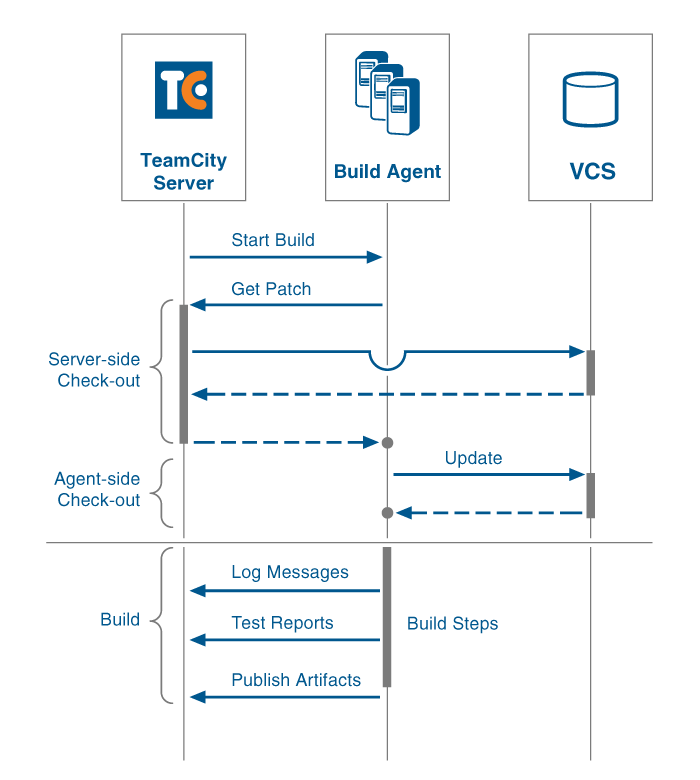 TC
TeamCity
Server
Build Agent
VCS
Start Build
Get Patch
Server-side
Check-out
Update
Agent-side
Check-out
Log Messages
Build
Test Reports
Build Steps
Publish Artifacts